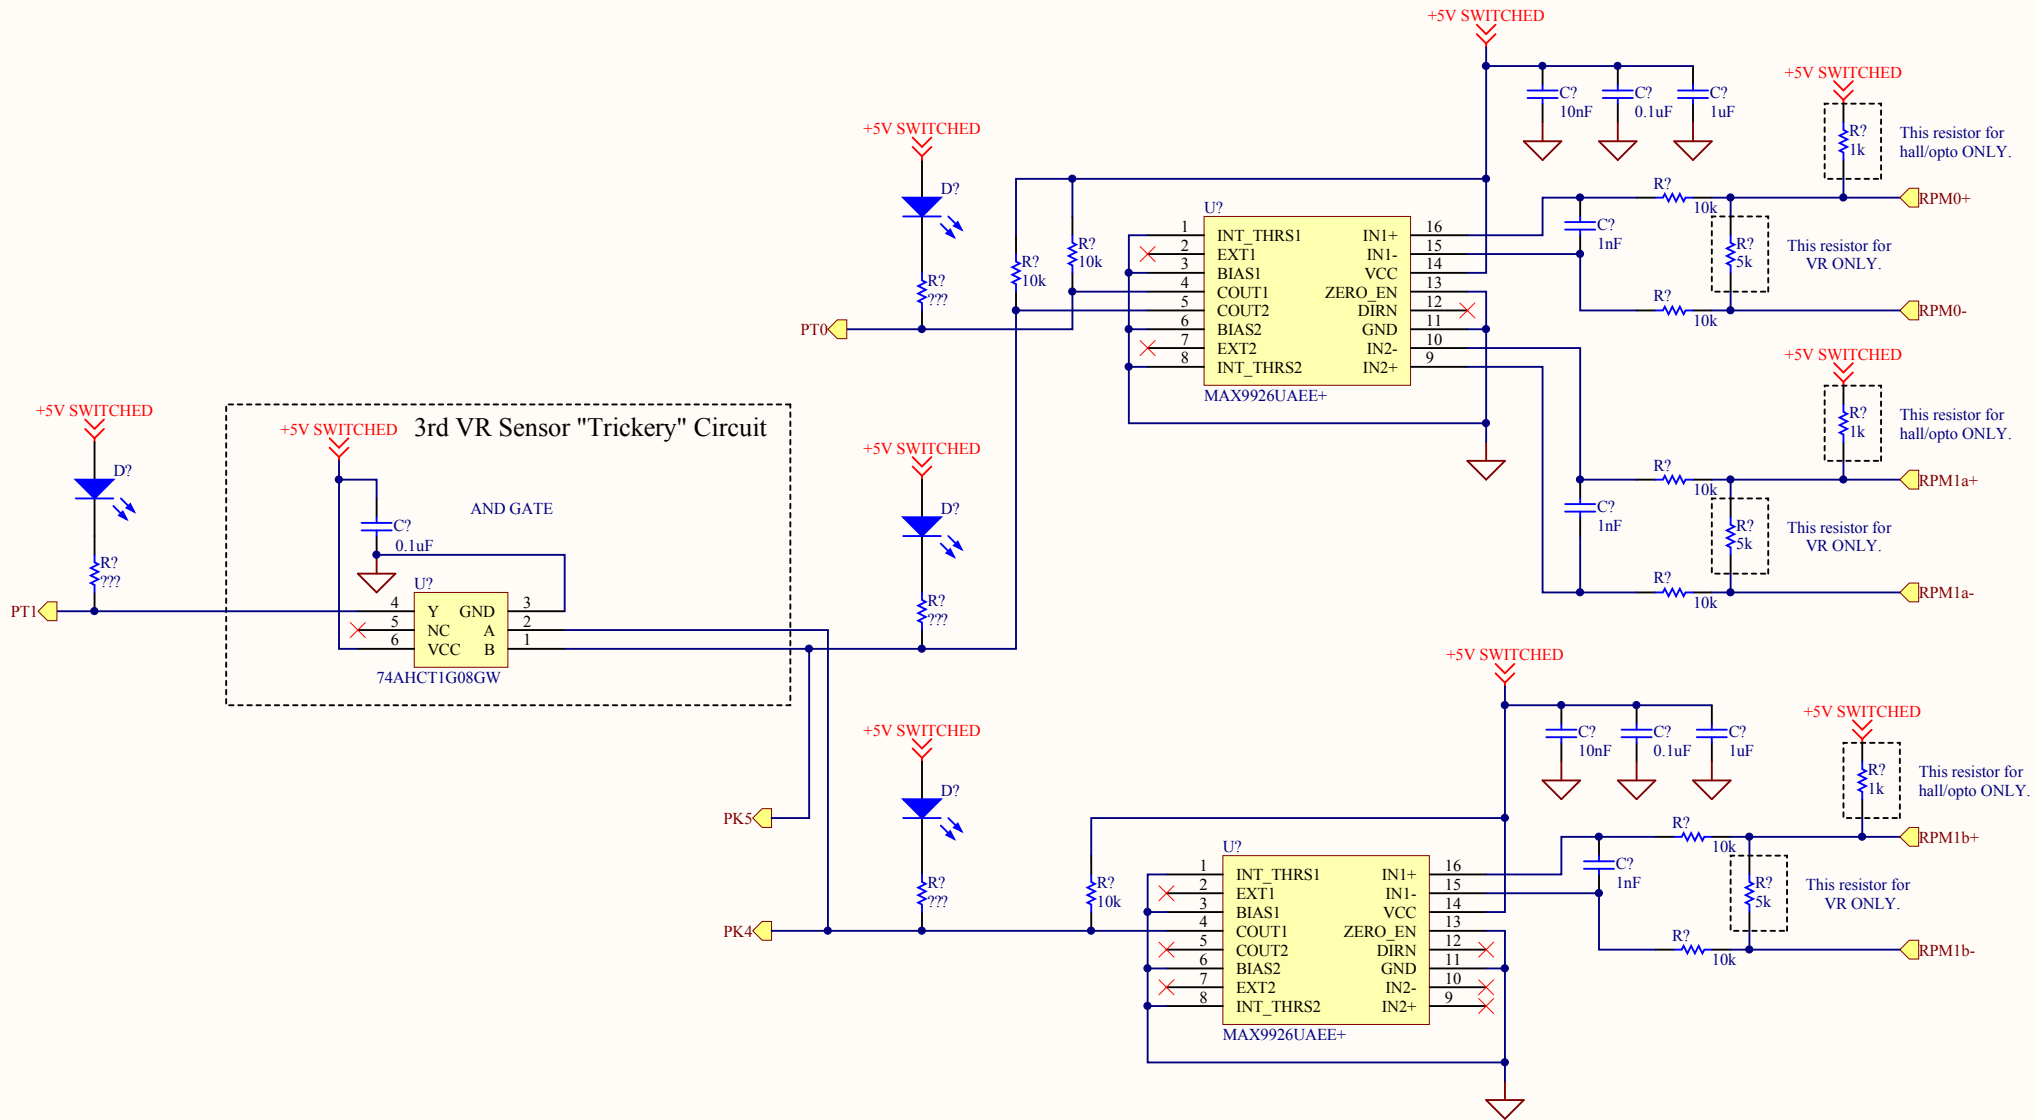 +5V SWITCHED
C?
10nF
C?
0.1uF
C?
1uF
+5V SWITCHED
R?
1k
This resistor for
hall/opto ONLY.
+5V SWITCHED
D?
R?
???
R?
10k
R?
10k
PT0
U?
1
2
3
4
5
6
7
8
INT_THRS1
EXT1
BIAS1
COUT1
COUT2
BIAS2
EXT2
INT_THRS2
IN1+
IN1-
VCC
ZERO_EN
DIRN
GND
IN2-
IN2+
16
15
14
13
12
11
10
9
MAX9926UAEE+
C?
1nF
R?
10k
R?
5k
This resistor for
VR ONLY.
R?
10k
RPM0+
RPM0-
+5V SWITCHED
R?
1k
This resistor for
hall/opto ONLY.
C?
1nF
R?
10k
R?
5k
This resistor for
VR ONLY.
R?
10k
RPM1a+
RPM1a-
+5V SWITCHED
D?
R?
???
PT1
3rd VR Sensor "Trickery" Circuit
+5V SWITCHED
AND GATE
C?
0.1uF
U?
4
5
6
Y
NC
VCC
GND
A
B
3
2
1
74AHCT1G08GW
+5V SWITCHED
D?
R?
???
PK5
+5V SWITCHED
D?
R?
???
PK4
+5V SWITCHED
C?
10nF
C?
0.1uF
C?
1uF
+5V SWITCHED
R?
1k
This resistor for
hall/opto ONLY.
R?
10k
U?
1
2
3
4
5
6
7
8
INT_THRS1
EXT1
BIAS1
COUT1
COUT2
BIAS2
EXT2
INT_THRS2
IN1+
IN1-
VCC
ZERO_EN
DIRN
GND
IN2-
IN2+
16
15
14
13
12
11
10
9
MAX9926UAEE+
C?
1nF
R?
10k
R?
5k
This resistor for
VR ONLY.
R?
10k
RPM1b+
RPM1b-